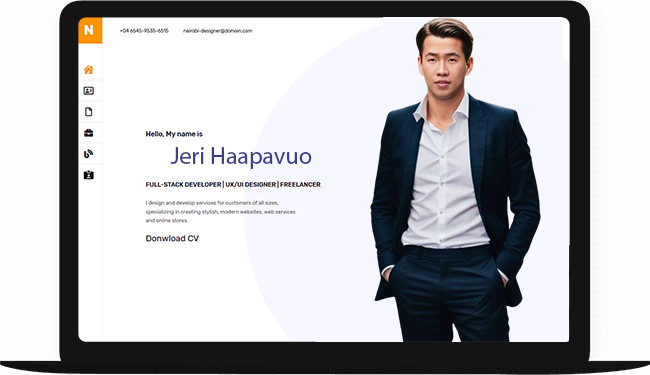 N
+04 6545-9535-6515 nairobi-designer@domain.com
Hello, My name is
Jeri Haapavuo
FULL-STACK DEVELOPER | UX/UI DESIGNER | FREELANCER
I design and develop services for customers of all sizes,
specializing in creating stylish, modern websites, web services
and online stores.
Donwload CV